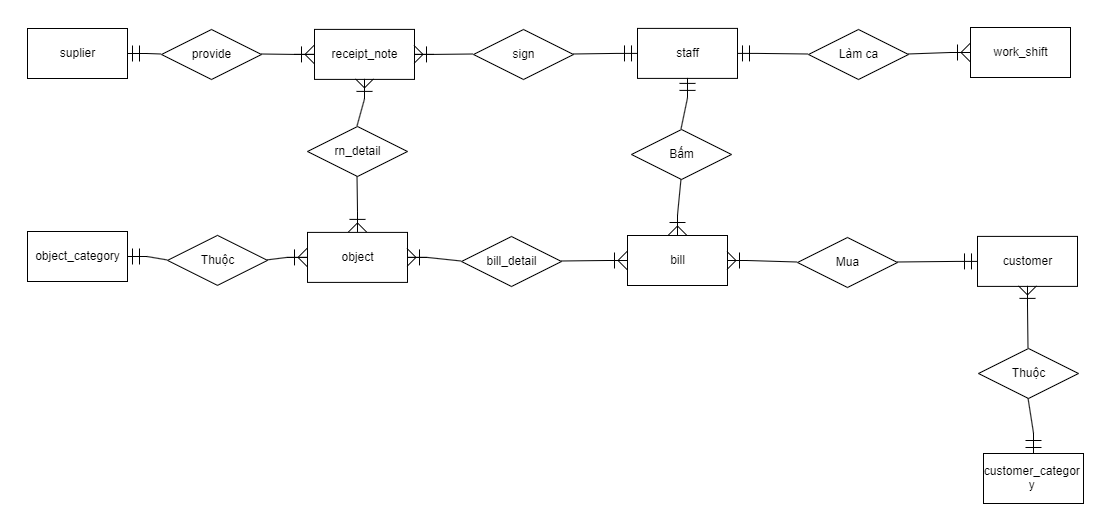 suplier
provide
receipt_note
sign
staff
Làm ca
work_shift
rn_detail
Bấm
object_category
Thuộc
object
bill_detail
bill
Mua
customer
Thuộc
customer_categor
y